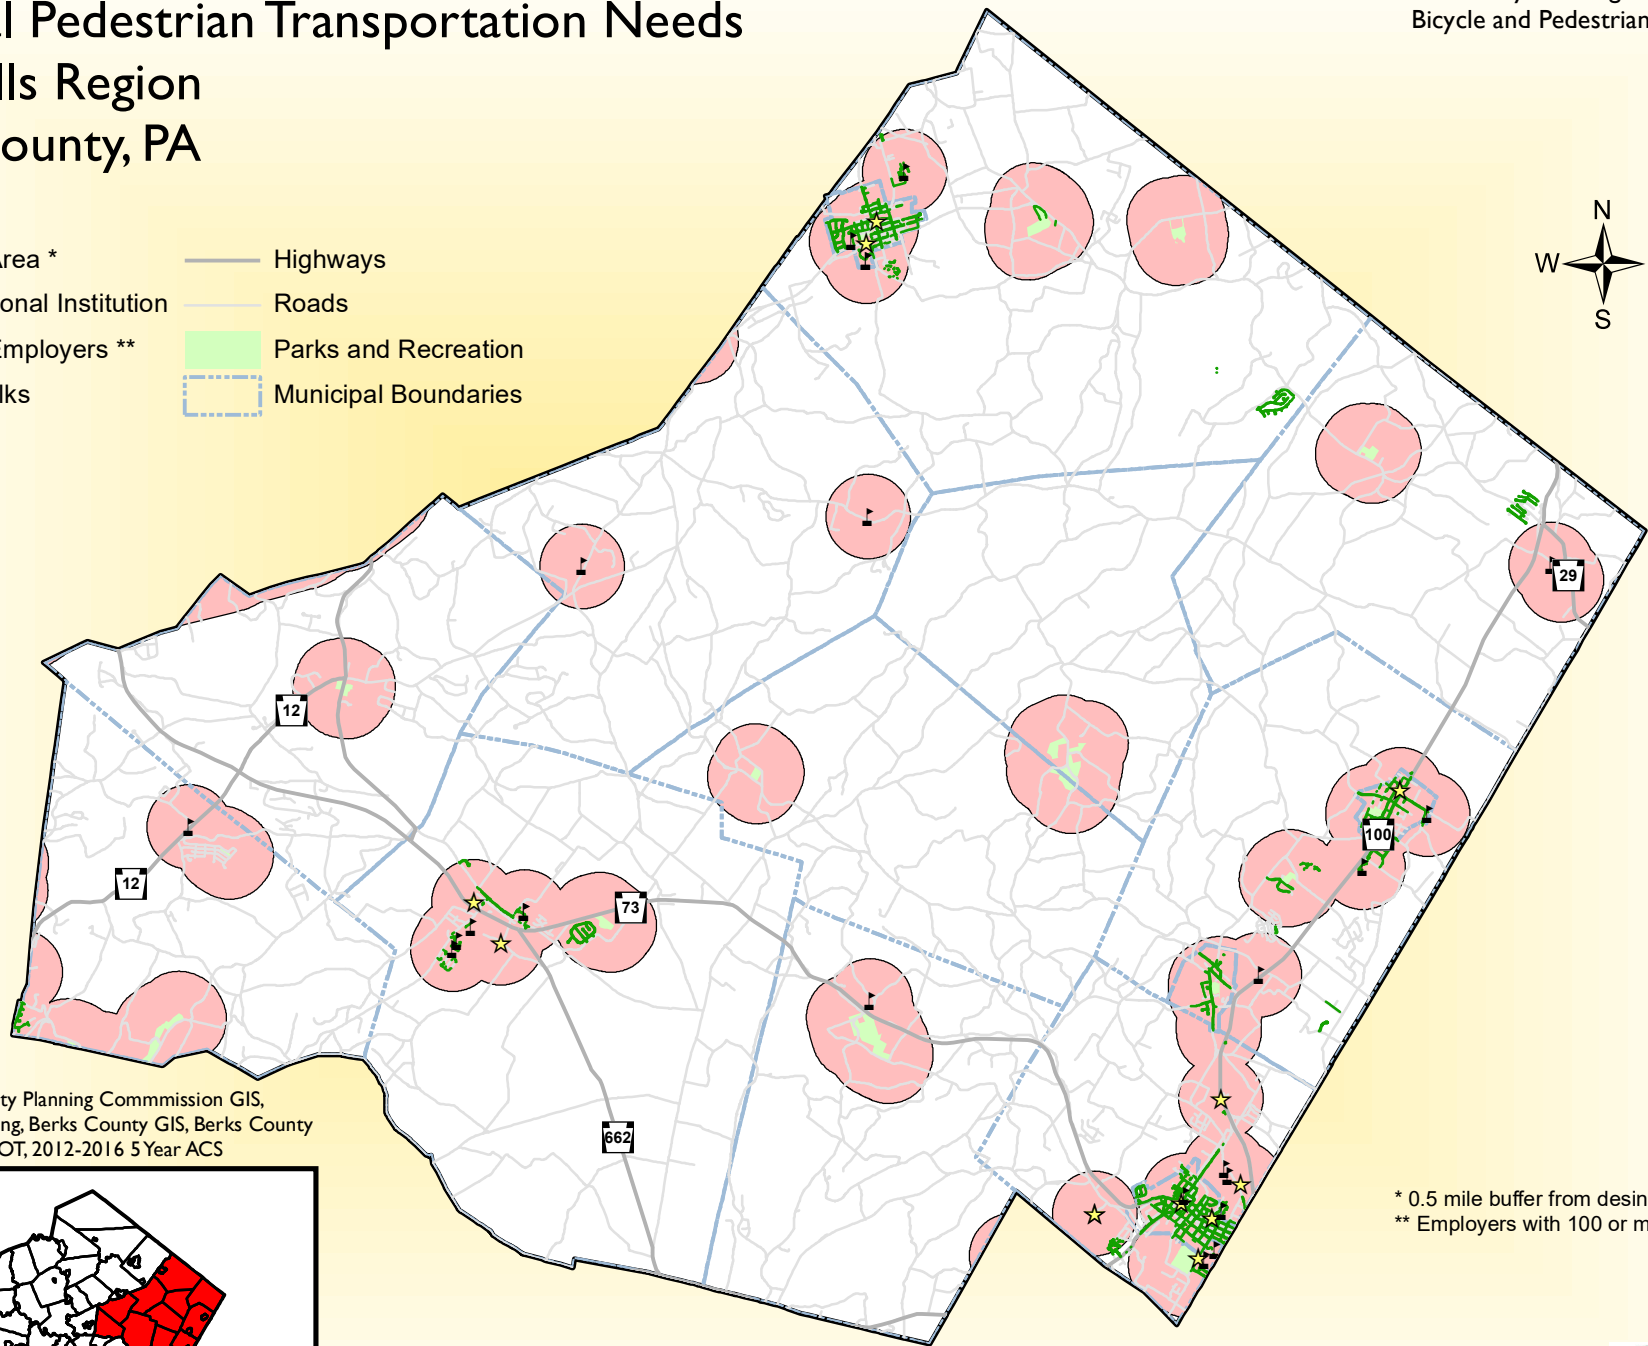 l Pedestrian Transportation Needs
lls Region
ounty, PA
Bicycle and Pedestrian
N
W
S
Area *
onal Institution
Employers **
lks
Highways
Roads
Parks and Recreation
Municipal Boundaries
29
12
100
12
73
662
ty Planning Commmission GIS,
ng, Berks County GIS, Berks County
OT, 2012-2016 5 Year ACS
* 0.5 mile buffer from desin
** Employers with 100 or m